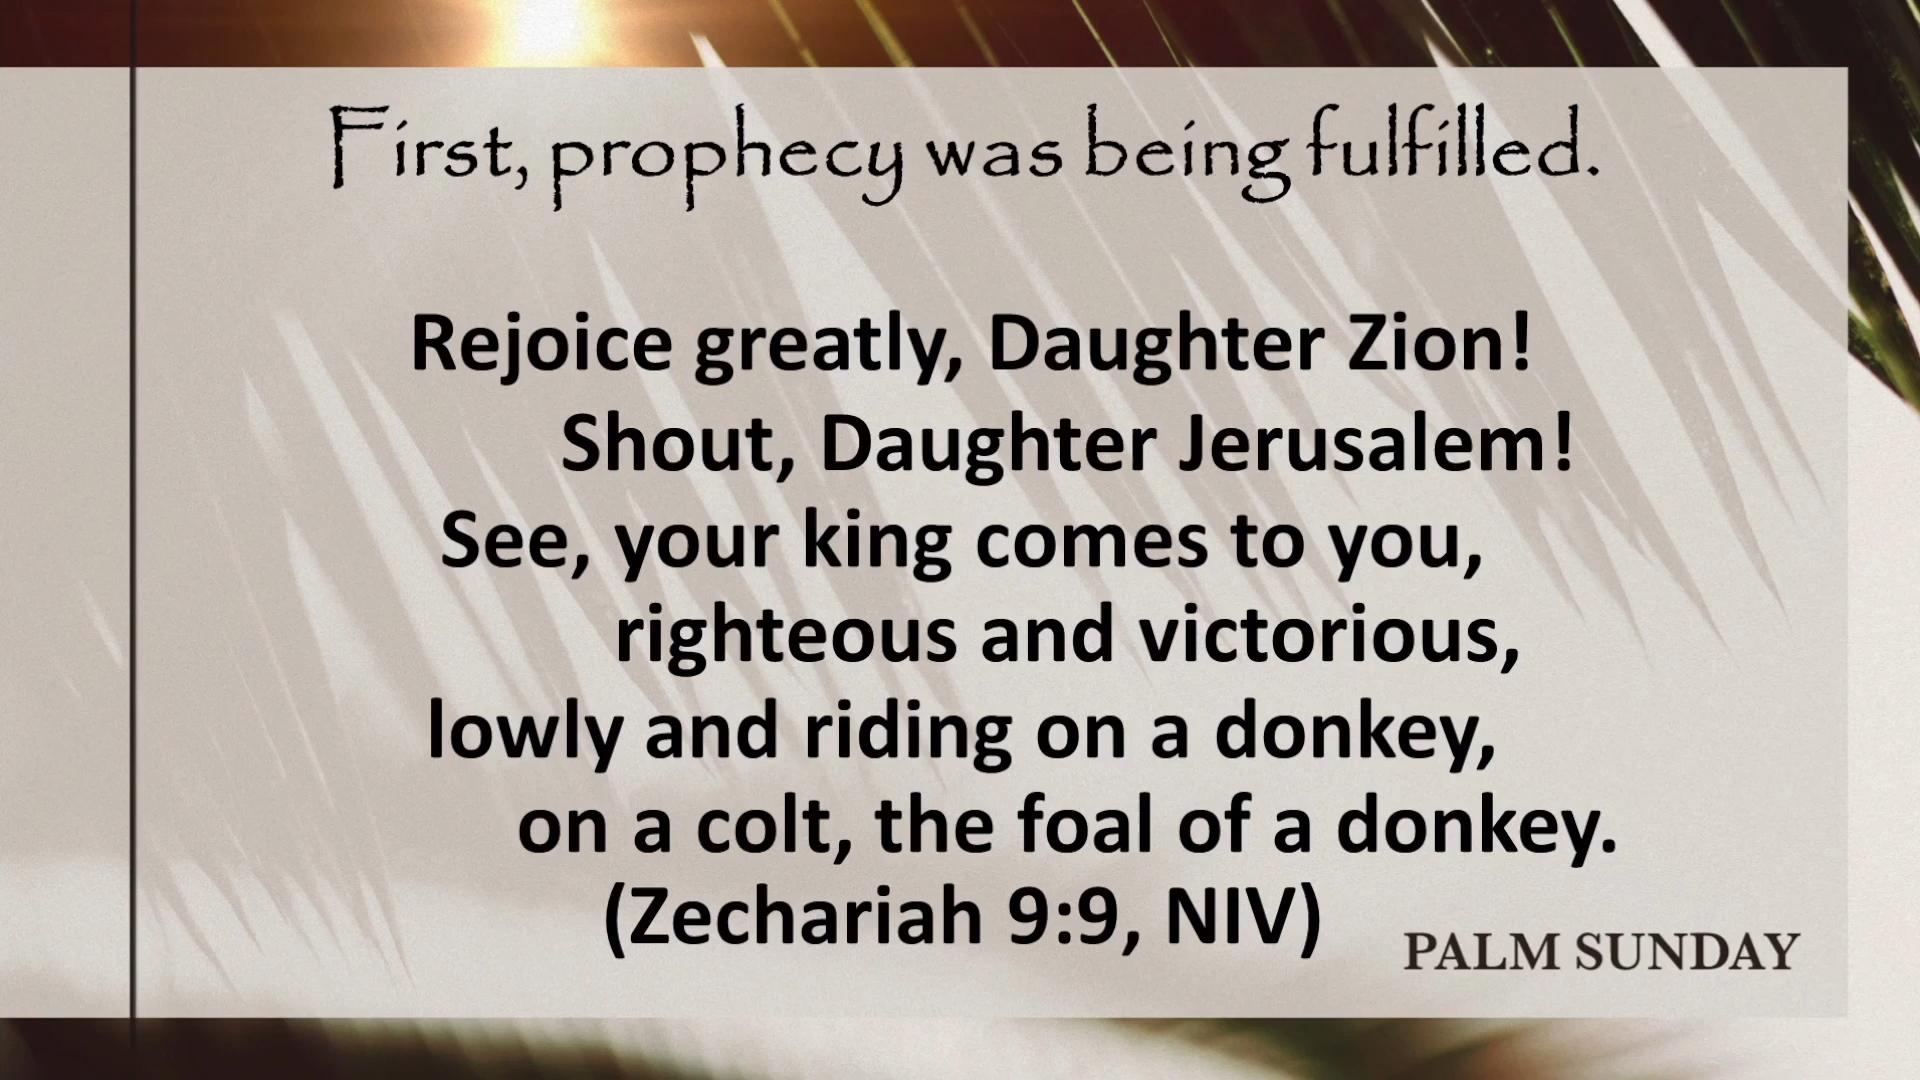 First, prophecy was being fulfilled.
Rejoice greatly, Daughter Zion!
Shout, Daughter Jerusalem!
See, your king comes to you,
righteous and victorious,
lowly and riding on a donkey,
on a colt, the foal of a donkey.
(Zechariah 9:9, NIV)
PALM SUNDAY